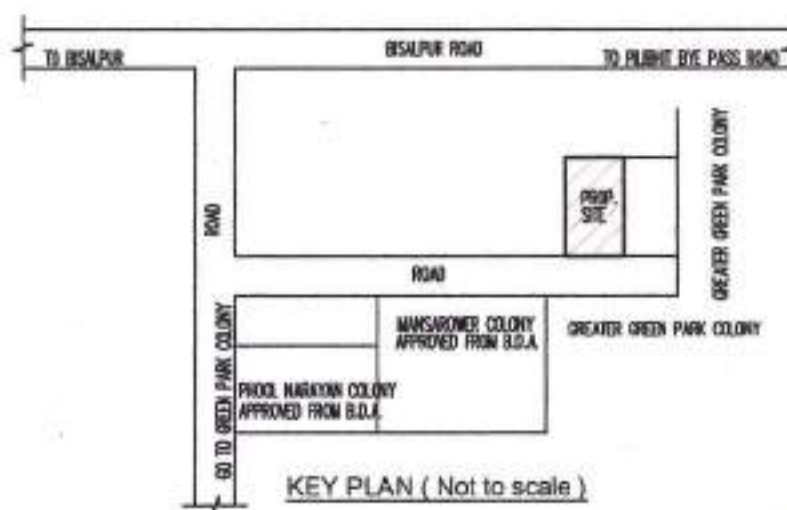 BISALPUR ROAD
TO BISALPUR
TO PILIBHIT BYE PASS ROAD
PROP.
SITE
GREATER GREEN PARK COLONY
ROAD
ROAD
MANSAROWER COLONY
APPROVED FROM B.D.A.
GREATER GREEN PARK COLONY
PHOOL NARAYAN COLONY
APPROVED FROM B.D.A.
GO TO GREEN PARK COLONY
KEY PLAN ( Not to scale )